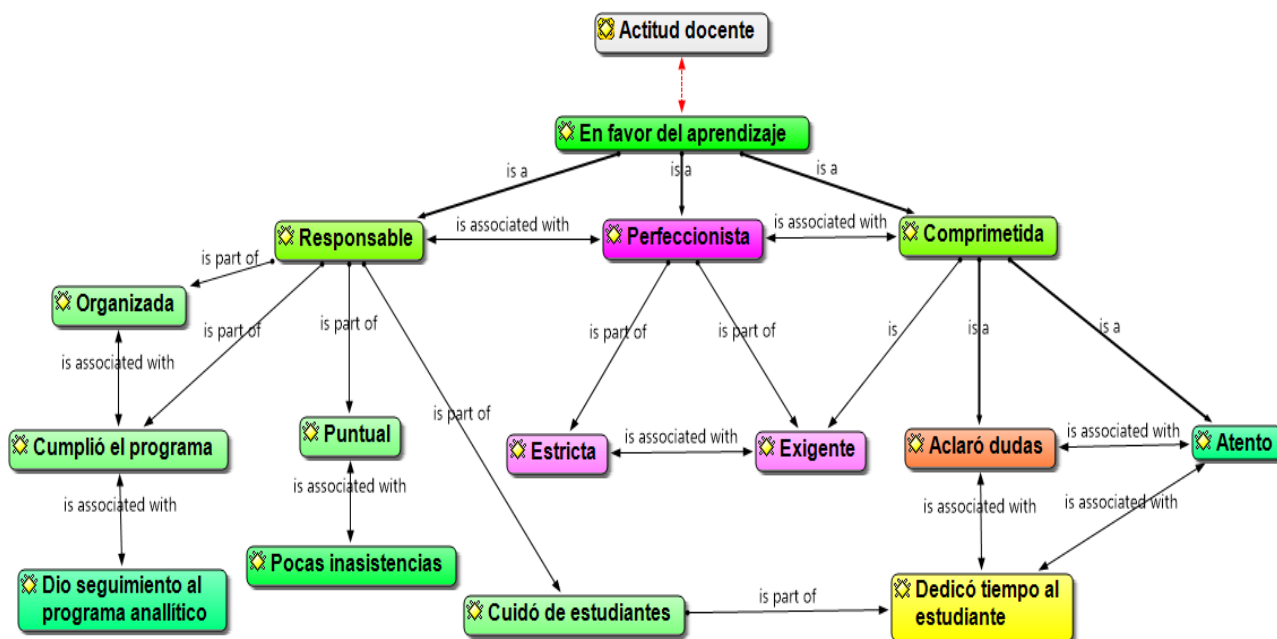 Actitud docente
En favor del aprendizaje
is a
is a
is a
Responsable
is associated with
Perfeccionista
is associated with
Comprimetida
is part of
Organizada
is part of
is part of
is part of
is part of
is
is a
is a
is associated with
is part of
Cumplió el programa
Puntual
Estricta
is associated with
Exigente
Aclaró dudas
is associated with
Atento
is associated with
is associated with
is associated with
is associated with
Dio seguimiento al
programa anallítico
Pocas inasistencias
Cuidó de estudiantes
is part of
Dedicó tiempo al
estudiante